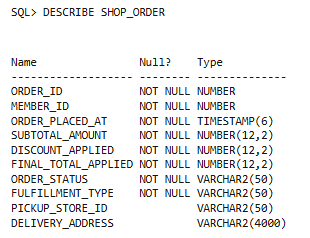 SQL> DESCRIBE SHOP_ORDER
Name Null? Type
------------------- -------- --------------
ORDER_ID NOT NULL NUMBER
MEMBER_ID NOT NULL NUMBER
ORDER_PLACED_AT NOT NULL TIMESTAMP(6)
SUBTOTAL_AMOUNT NOT NULL NUMBER(12,2)
DISCOUNT_APPLIED NOT NULL NUMBER(12,2)
FINAL_TOTAL_APPLIED NOT NULL NUMBER(12,2)
ORDER_STATUS NOT NULL VARCHAR2(50)
FULFILLMENT_TYPE NOT NULL VARCHAR2(50)
PICKUP_STORE_ID VARCHAR2(50)
DELIVERY_ADDRESS VARCHAR2(4000)